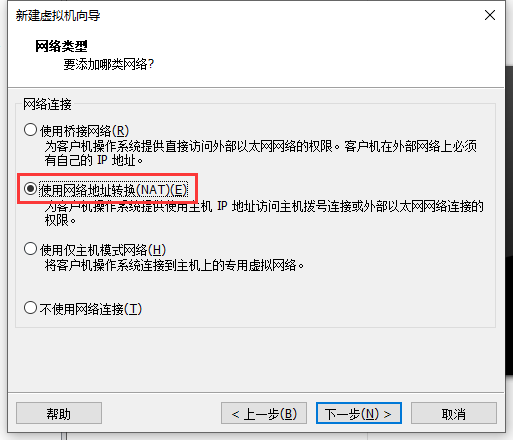 新建虚拟机向导
网络类型
要添加哪类网络?
网络连接
使用桥接网络(R)
为客户机操作系统提供直接访问外部以太网网络的权限。客户机在外部网络上必须
有自己的 IP 地址。
使用网络地址转换(NAT)(E)
为客户机操作系统提供使用主机 IP 地址访问主机拨号连接或外部以太网网络连接的
权限。
使用仅主机模式网络(H)
将客户机操作系统连接到主机上的专用虚拟网络。
不使用网络连接(T)
帮助
< 上一步(B)
下一步(N) >
取消